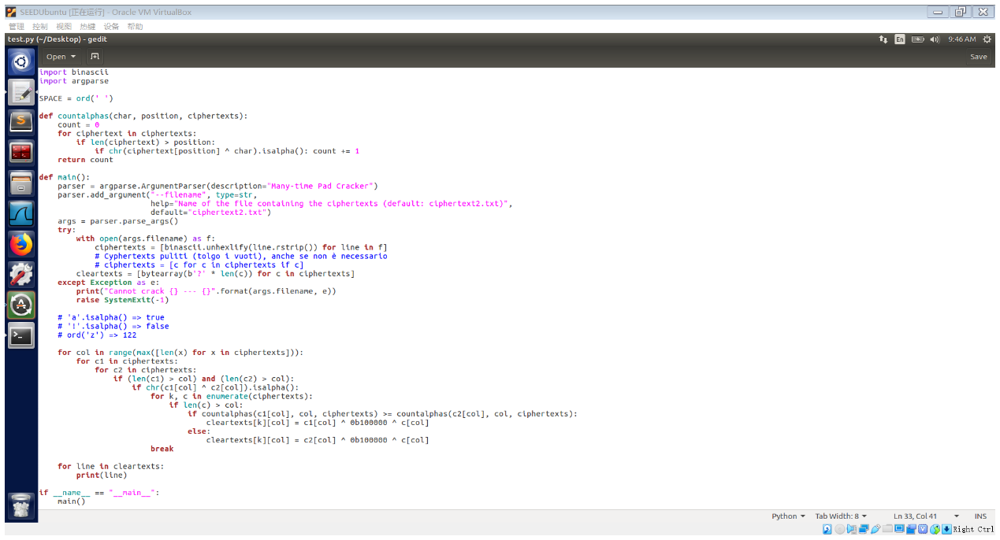 SEEDUbuntu [正在运行] - Oracle VM VirtualBox
管理 控制 视图 热键 设备 帮助
test.py (~/Desktop) - gedit
En
9:46 AM
Open
Save
import binascii
import argparse
SPACE = ord(' ')
def countalphas(char, position, ciphertexts):
    count = 0
    for ciphertext in ciphertexts:
        if len(ciphertext) > position:
            if chr(ciphertext[position] ^ char).isalpha(): count += 1
    return count
def main():
    parser = argparse.ArgumentParser(description="Many-time Pad Cracker")
    parser.add_argument("--filename", type=str,
                        help="Name of the file containing the ciphertexts (default: ciphertext2.txt)",
                        default="ciphertext2.txt")
    args = parser.parse_args()
    try:
        with open(args.filename) as f:
            ciphertexts = [binascii.unhexlify(line.rstrip()) for line in f]
            # Cyphertexts puliti (tolgo i vuoti), anche se non è necessario
            # ciphertexts = [c for c in ciphertexts if c]
        cleartexts = [bytearray(b'?' * len(c)) for c in ciphertexts]
    except Exception as e:
        print("Cannot crack {} --- {}".format(args.filename, e))
        raise SystemExit(-1)
    # 'a'.isalpha() => true
    # '!'.isalpha() => false
    # ord('z') => 122
    for col in range(max([len(x) for x in ciphertexts])):
        for c1 in ciphertexts:
            for c2 in ciphertexts:
                if (len(c1) > col) and (len(c2) > col):
                    if chr(c1[col] ^ c2[col]).isalpha():
                        for k, c in enumerate(ciphertexts):
                            if len(c) > col:
                                if countalphas(c1[col], col, ciphertexts) >= countalphas(c2[col], col, ciphertexts):
                                    cleartexts[k][col] = c1[col] ^ 0b100000 ^ c[col]
                                else:
                                    cleartexts[k][col] = c2[col] ^ 0b100000 ^ c[col]
                        break
    for line in cleartexts:
        print(line)
if __name__ == "__main__":
    main()
Python Tab Width: 8 Ln 33, Col 41 INS
Right Ctrl